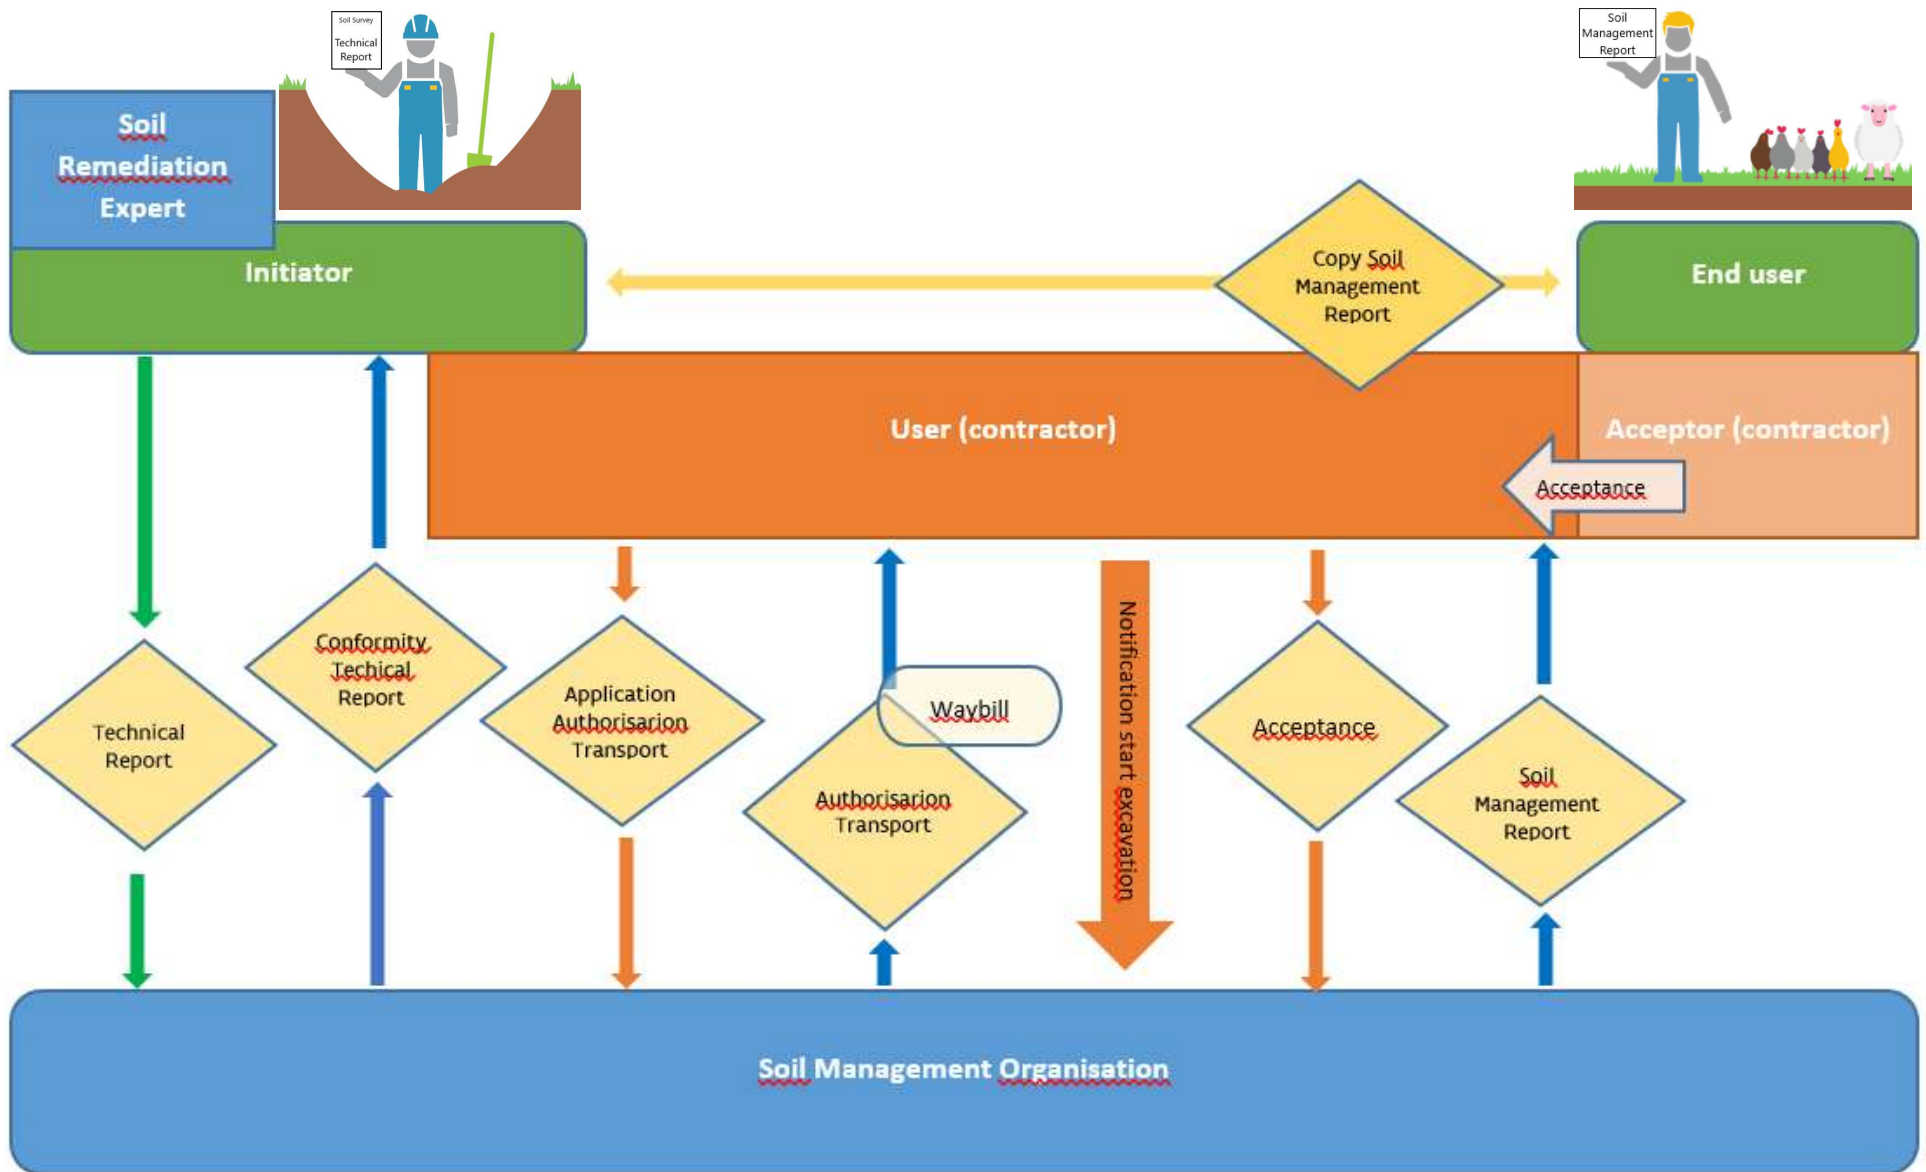 Soil Survey
Technical
Report
Soil
Management
Report
Soil
Remediation
Expert
Initiator
Copy Soil
Management
Report
End user
User (contractor)
Acceptor (contractor)
Acceptance
Technical
Report
Conformity
Techical
Report
Application
Authorisarion
Transport
Waybill
Authorisarion
Transport
Notification start excavation
Acceptance
Soil
Management
Report
Soil Management Organisation